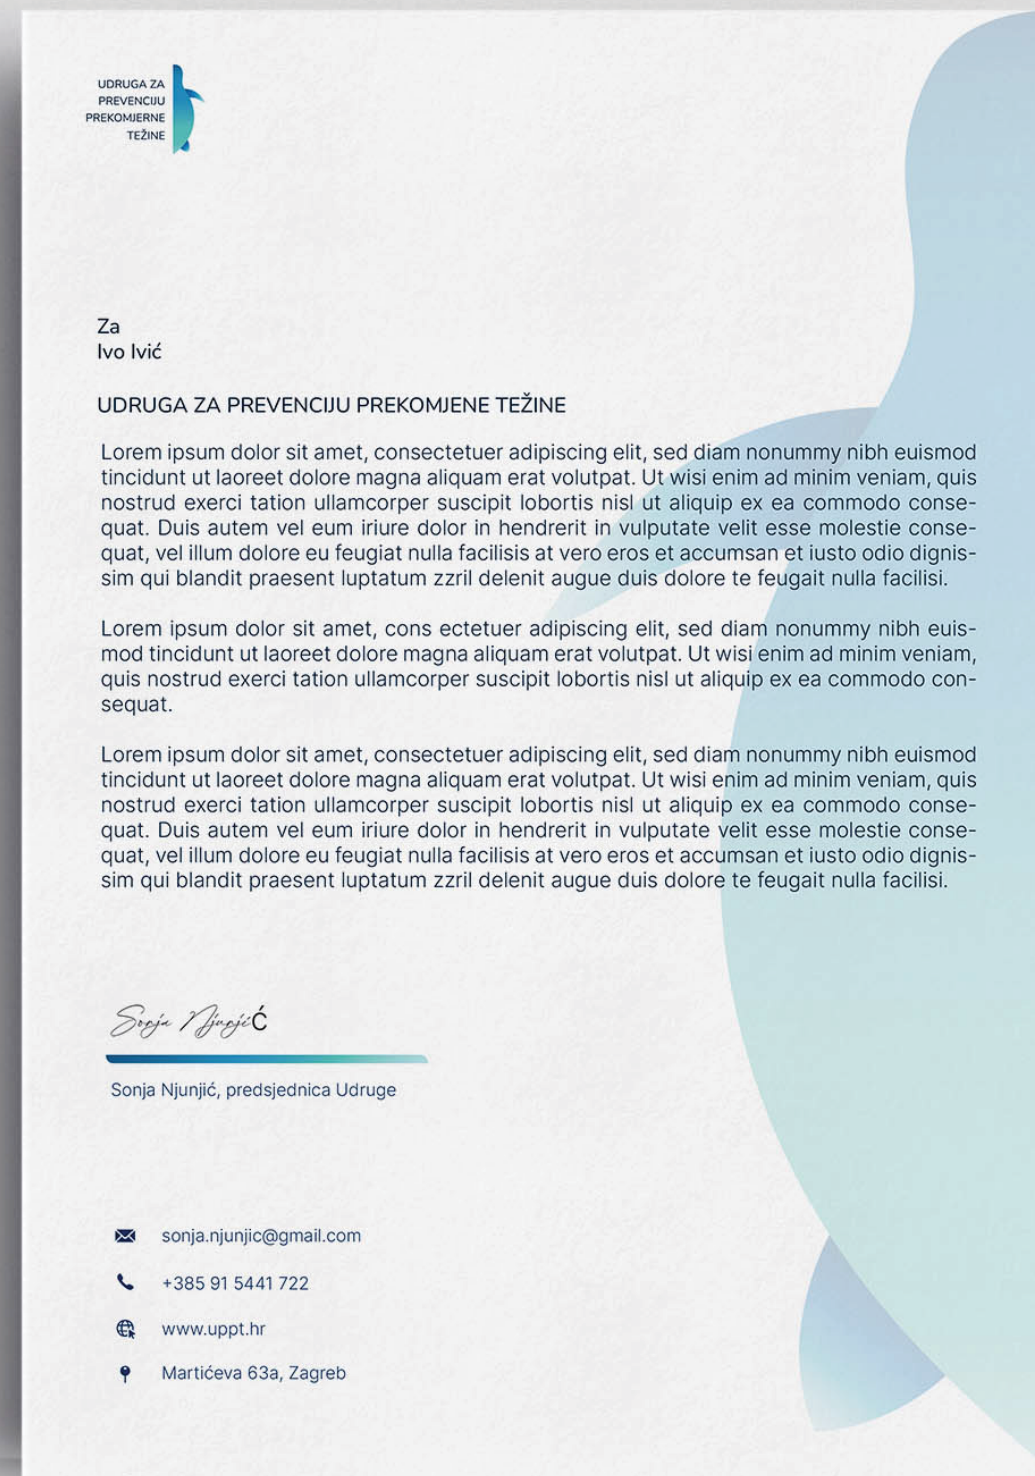 UDRUGA ZA
PREVENCIJU
PREKOMJERNE
TEŽINE
Za
Ivo Ivić
UDRUGA ZA PREVENCIJU PREKOMJENE TEŽINE
Lorem ipsum dolor sit amet, consectetuer adipiscing elit, sed diam nonummy nibh euismod
tincidunt ut laoreet dolore magna aliquam erat volutpat. Ut wisi enim ad minim veniam, quis
nostrud exerci tation ullamcorper suscipit lobortis nisl ut aliquip ex ea commodo conse-
quat. Duis autem vel eum iriure dolor in hendrerit in vulputate velit esse molestie conse-
quat, vel illum dolore eu feugiat nulla facilisis at vero eros et accumsan et iusto odio dignis-
sim qui blandit praesent luptatum zzril delenit augue duis dolore te feugait nulla facilisi.
Lorem ipsum dolor sit amet, cons ectetuer adipiscing elit, sed diam nonummy nibh euis-
mod tincidunt ut laoreet dolore magna aliquam erat volutpat. Ut wisi enim ad minim veniam,
quis nostrud exerci tation ullamcorper suscipit lobortis nisl ut aliquip ex ea commodo con-
sequat.
Lorem ipsum dolor sit amet, consectetuer adipiscing elit, sed diam nonummy nibh euismod
tincidunt ut laoreet dolore magna aliquam erat volutpat. Ut wisi enim ad minim veniam, quis
nostrud exerci tation ullamcorper suscipit lobortis nisl ut aliquip ex ea commodo conse-
quat. Duis autem vel eum iriure dolor in hendrerit in vulputate velit esse molestie conse-
quat, vel illum dolore eu feugiat nulla facilisis at vero eros et accumsan et iusto odio dignis-
sim qui blandit praesent luptatum zzril delenit augue duis dolore te feugait nulla facilisi.
Sonja NjunjiĆ
Sonja Njunjić, predsjednica Udruge
sonja.njunjic@gmail.com
+385 91 5441 722
www.uppt.hr
Martićeva 63a, Zagreb